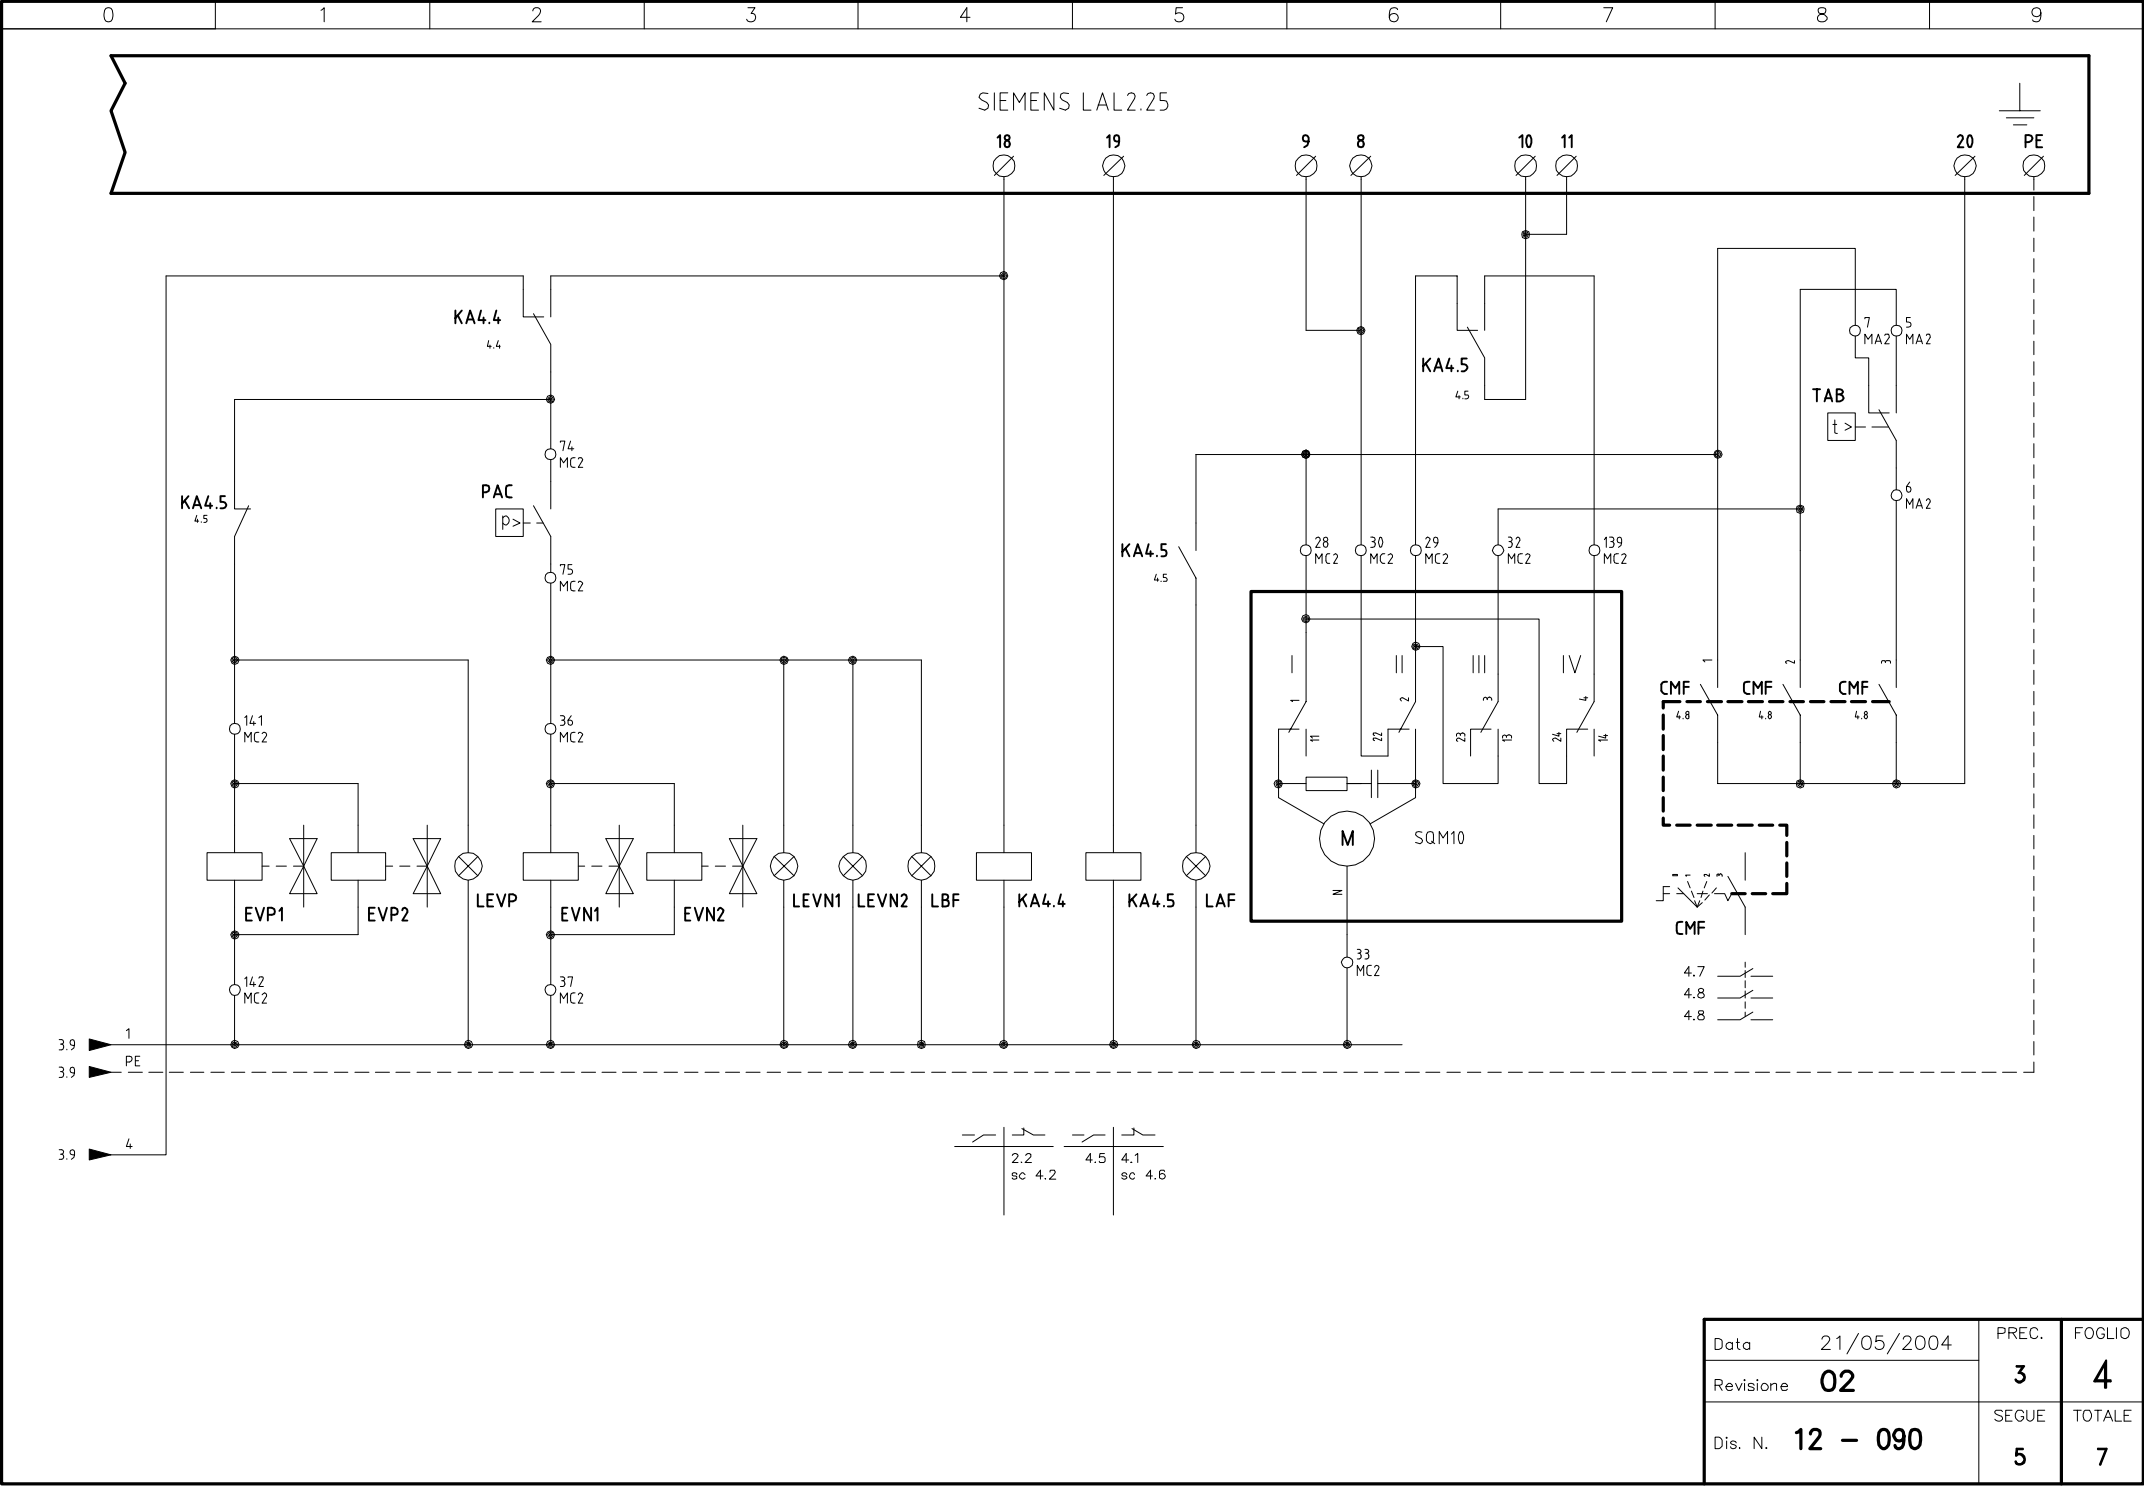 0 1 2 3 4 5 6 7 8 9
SIEMENS LAL2.25
18 19 9 8 10 11 20 PE
KA4.4
4.4
KA4.5
4.5
7
MA2
5
MA2
TAB
t >
74
MC2
PAC
p>
KA4.5
4.5
6
MA2
75
MC2
KA4.5
4.5
28
MC2
30
MC2
29
MC2
32
MC2
139
MC2
I II III IV
1 2 3 4
11 22 23 13 24 14
1 2 3
CMF CMF CMF
4.8 4.8 4.8
141
MC2
36
MC2
M
SQM10
N
EVP1 EVP2 LEVP EVN1 EVN2 LEVN1 LEVN2 LBF KA4.4 KA4.5 LAF
1 2 3
CMF
142
MC2
37
MC2
33
MC2
4.7
4.8
4.8
3.9 1
3.9 PE
3.9 4
2.2
sc 4.2
4.5 4.1
sc 4.6
Data 21/05/2004
Revisione 02
Dis. N. 12 - 090
PREC.
3
FOGLIO
4
SEGUE
5
TOTALE
7